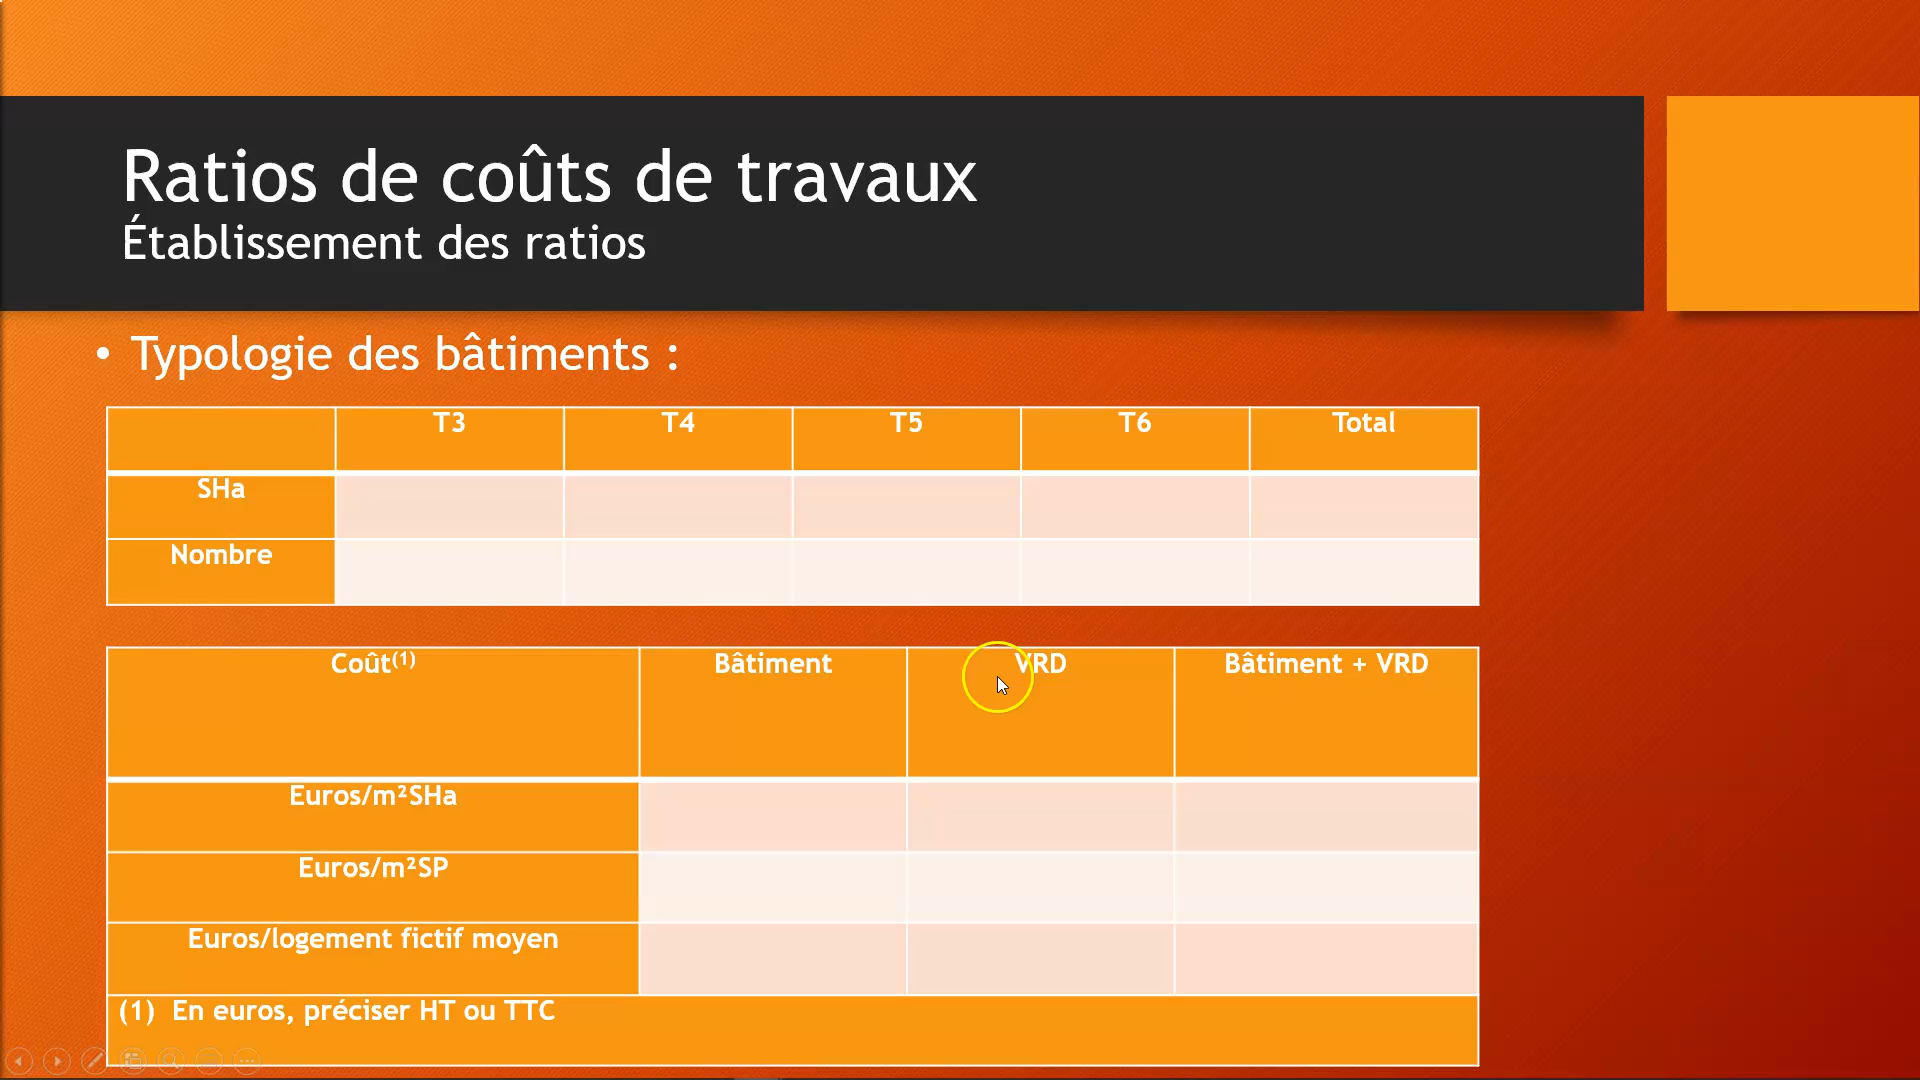 Ratios de coûts de travaux
Établissement des ratios
• Typologie des bâtiments :
T3 T4 T5 T6 Total
SHa
Nombre
Coût(1) Bâtiment VRD Bâtiment + VRD
Euros/m²SHa
Euros/m²SP
Euros/logement fictif moyen
(1) En euros, préciser HT ou TTC